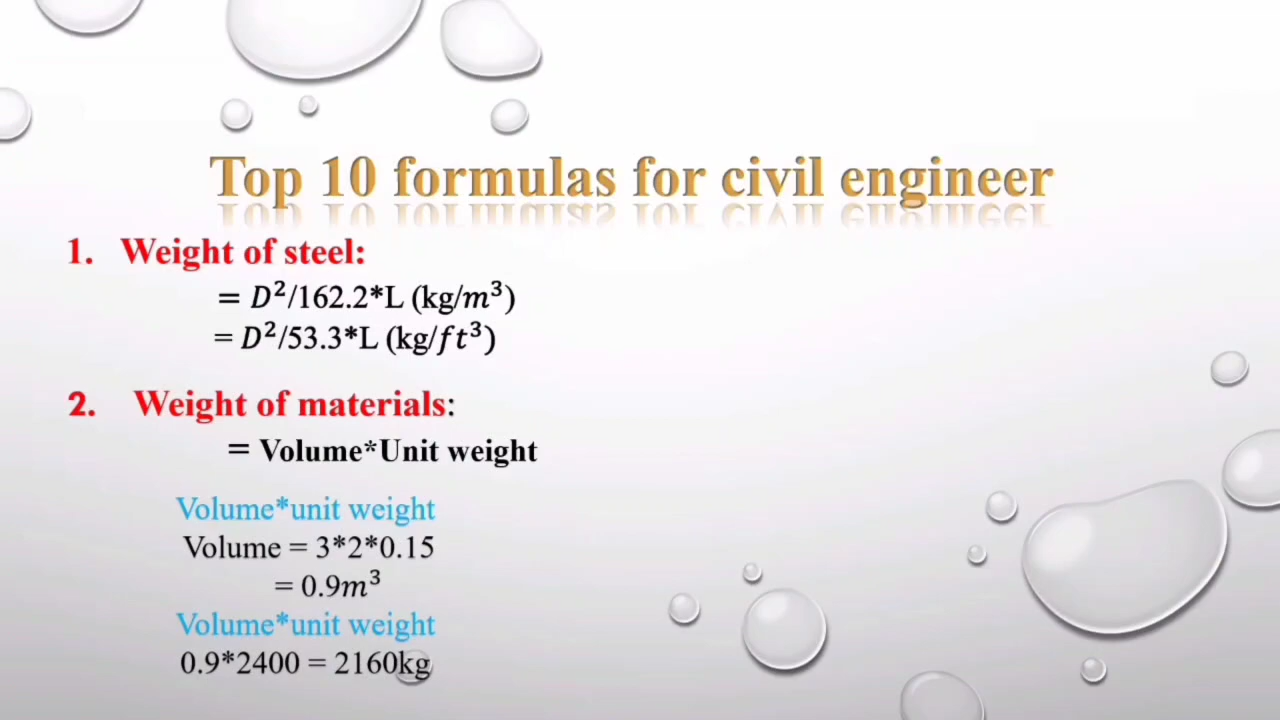 Top 10 formulas for civil engineer
1. Weight of steel:
= D²/162.2*L (kg/m³)
= D²/53.3*L (kg/ft³)
2. Weight of materials:
= Volume*Unit weight
Volume*unit weight
Volume = 3*2*0.15
= 0.9m³
Volume*unit weight
0.9*2400 = 2160kg